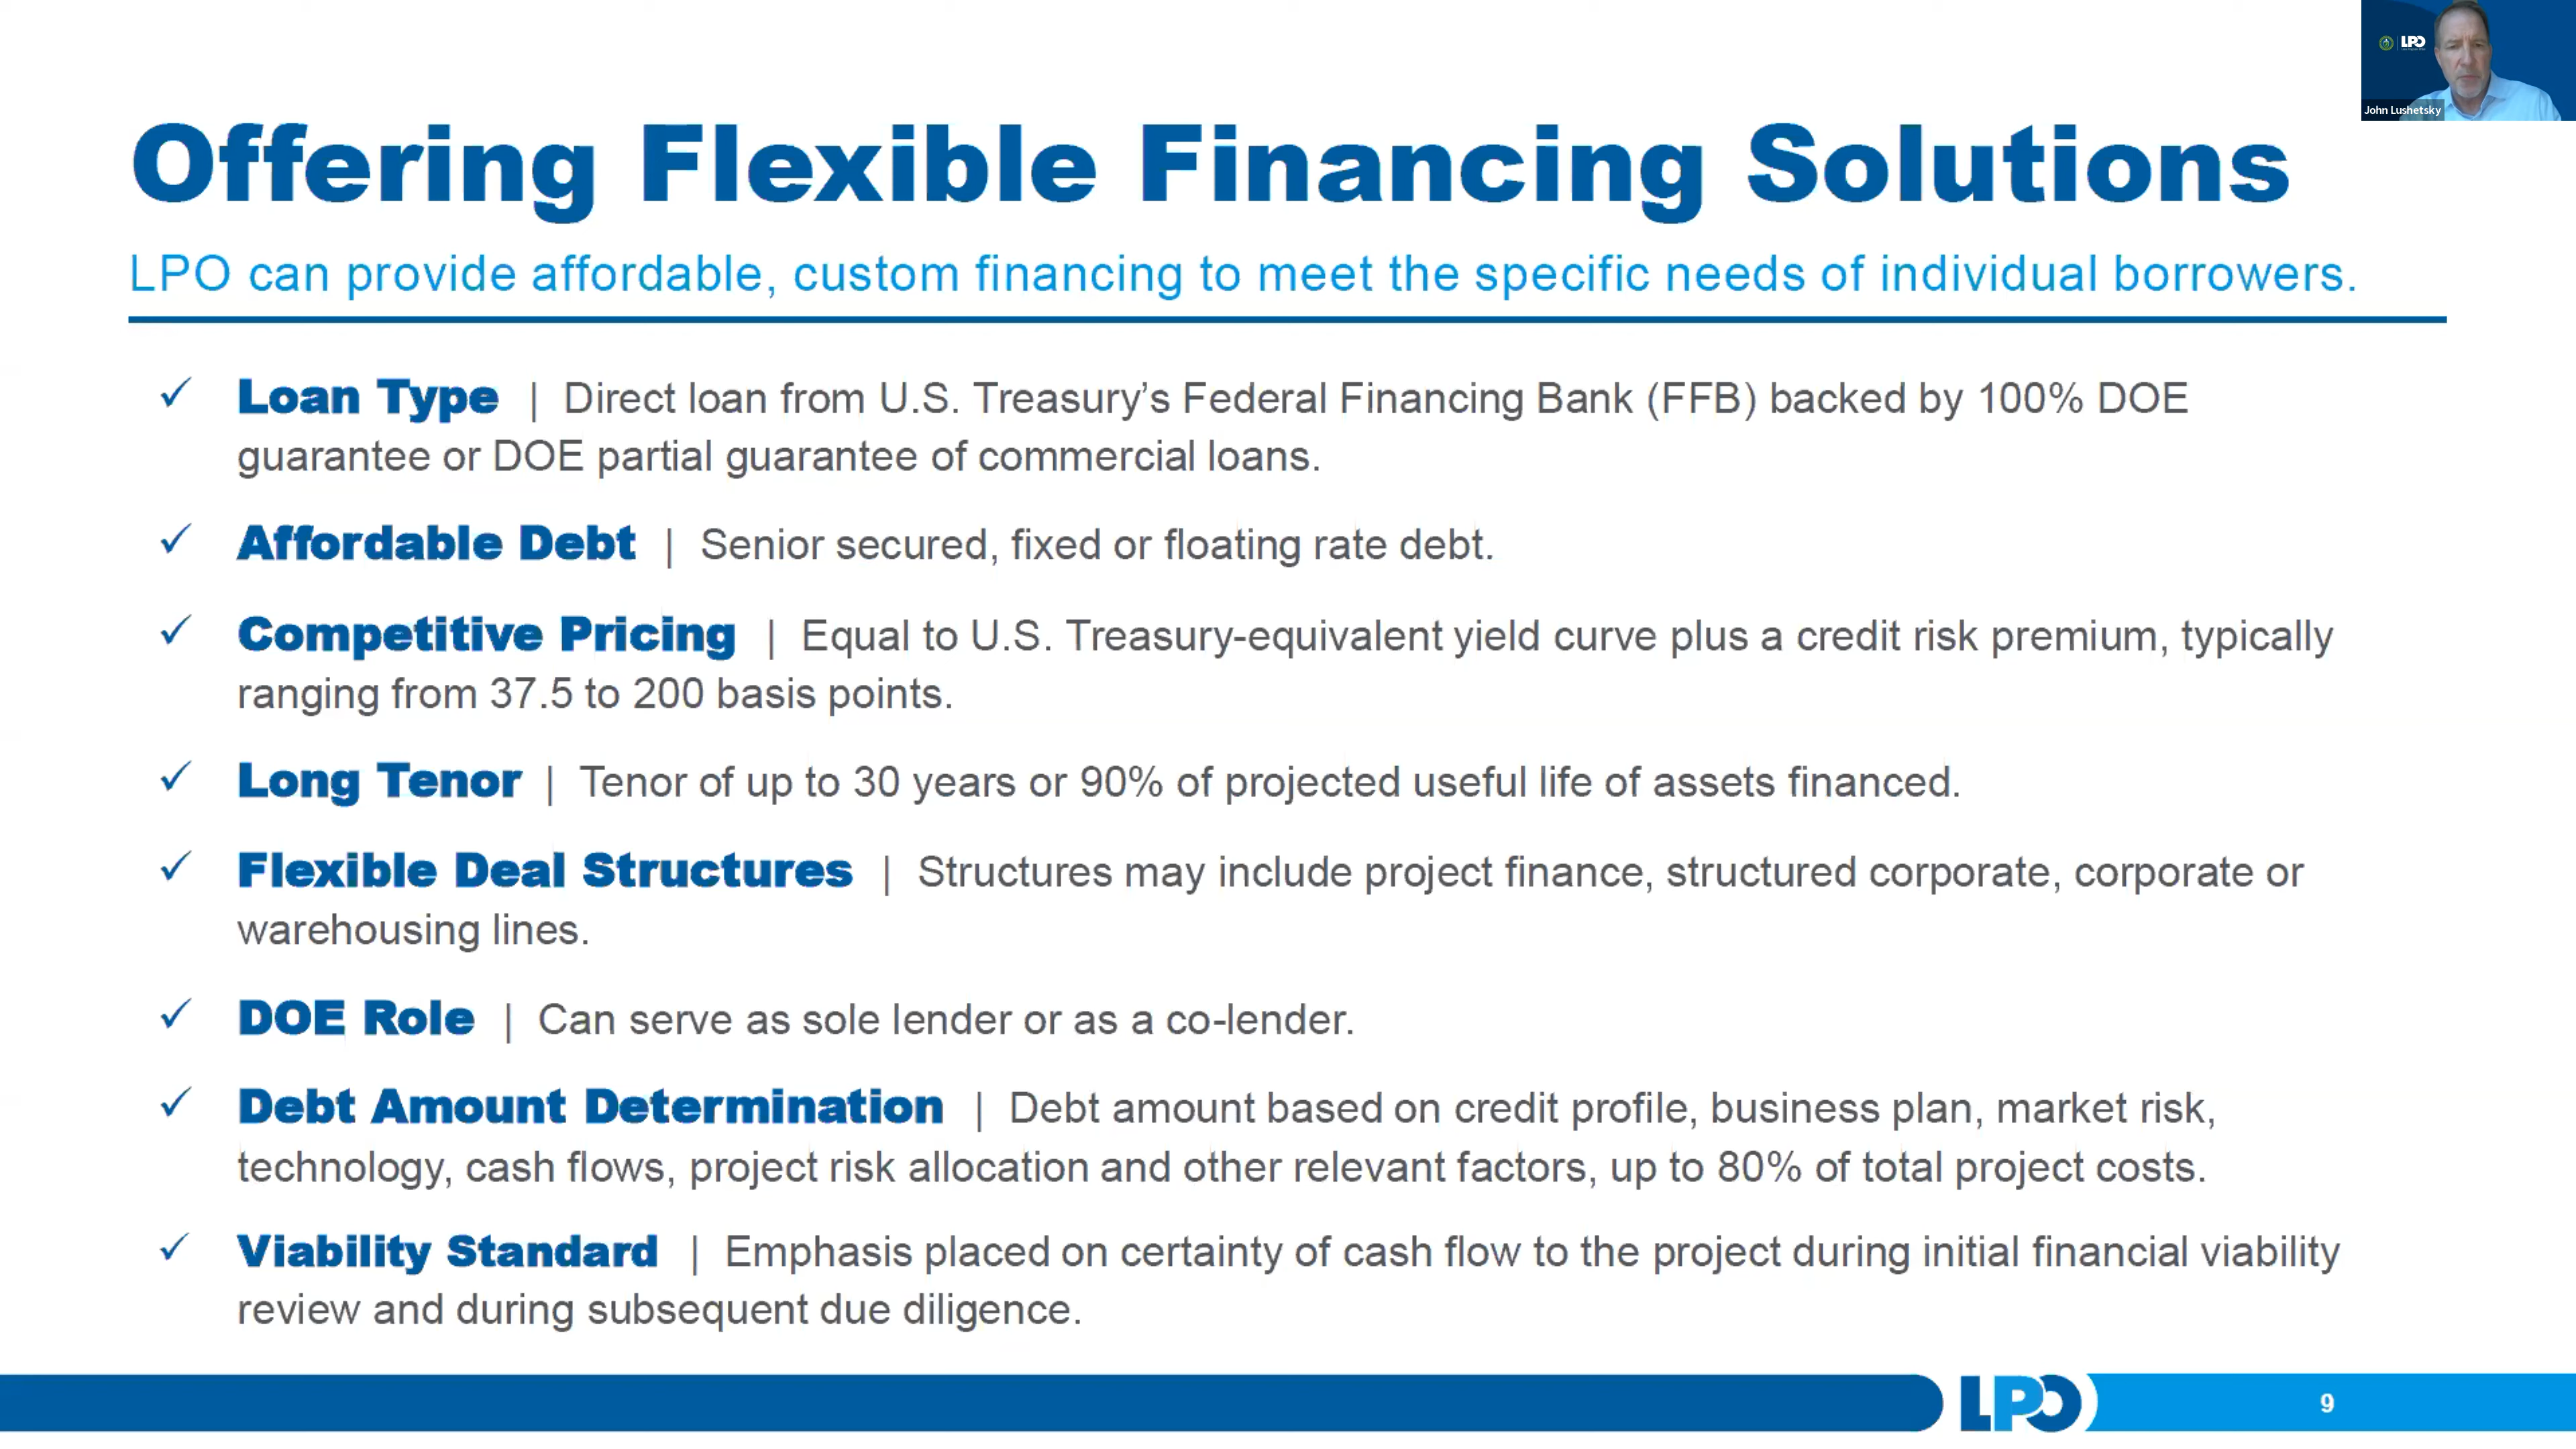 LPO
John Lushetsky
Offering Flexible Financing Solutions
LPO can provide affordable, custom financing to meet the specific needs of individual borrowers.
✓ Loan Type | Direct loan from U.S. Treasury’s Federal Financing Bank (FFB) backed by 100% DOE
guarantee or DOE partial guarantee of commercial loans.
✓ Affordable Debt | Senior secured, fixed or floating rate debt.
✓ Competitive Pricing | Equal to U.S. Treasury-equivalent yield curve plus a credit risk premium, typically
ranging from 37.5 to 200 basis points.
✓ Long Tenor | Tenor of up to 30 years or 90% of projected useful life of assets financed.
✓ Flexible Deal Structures | Structures may include project finance, structured corporate, corporate or
warehousing lines.
✓ DOE Role | Can serve as sole lender or as a co-lender.
✓ Debt Amount Determination | Debt amount based on credit profile, business plan, market risk,
technology, cash flows, project risk allocation and other relevant factors, up to 80% of total project costs.
✓ Viability Standard | Emphasis placed on certainty of cash flow to the project during initial financial viability
review and during subsequent due diligence.
LPO
9